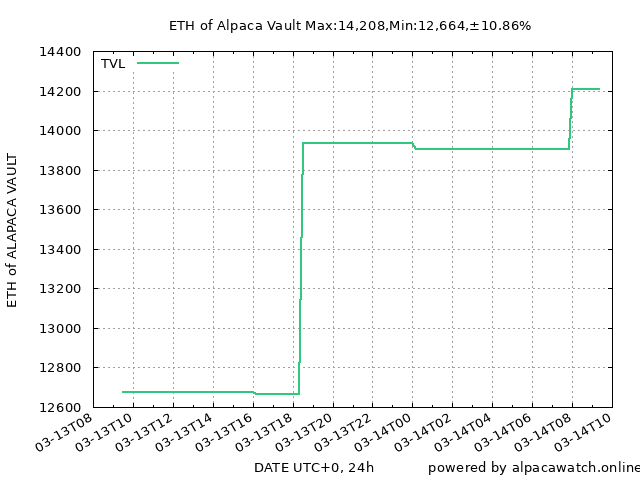 ETH of Alpaca Vault Max:14,208,Min:12,664,±10.86%
TVL
14400
14200
14000
13800
13600
13400
13200
13000
12800
12600
ETH of ALAPACA VAULT
03-13T08
03-13T10
03-13T12
03-13T14
03-13T16
03-13T18
03-13T20
03-13T22
03-14T00
03-14T02
03-14T04
03-14T06
03-14T08
03-14T10
DATE UTC+0, 24h
powered by alpacawatch.online